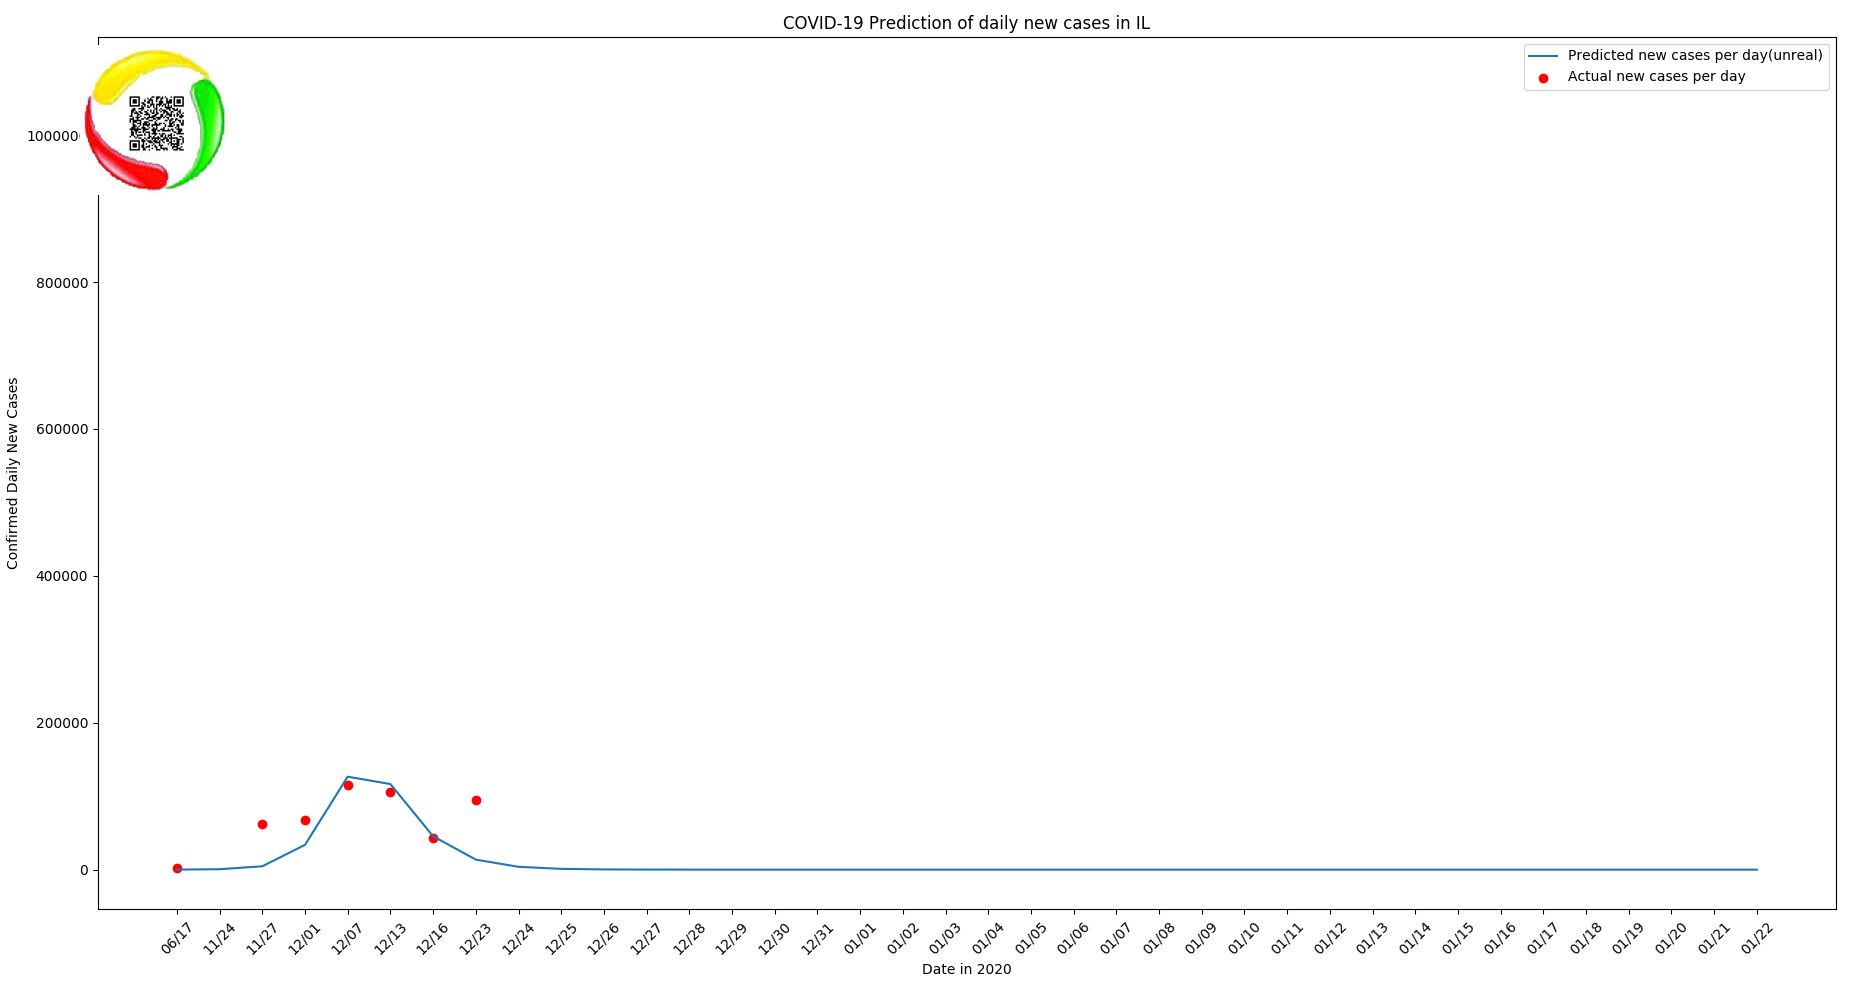 COVID-19 Prediction of daily new cases in IL
Predicted new cases per day(unreal)
Actual new cases per day
800000
600000
400000
200000
0
Confirmed Daily New Cases
06/17 11/24 11/27 12/01 12/07 12/13 12/16 12/23 12/24 12/25 12/26 12/27 12/28 12/29 12/30 12/31 01/01 01/02 01/03 01/04 01/05 01/06 01/07 01/08 01/09 01/10 01/11 01/12 01/13 01/14 01/15 01/16 01/17 01/18 01/19 01/20 01/21 01/22
Date in 2020